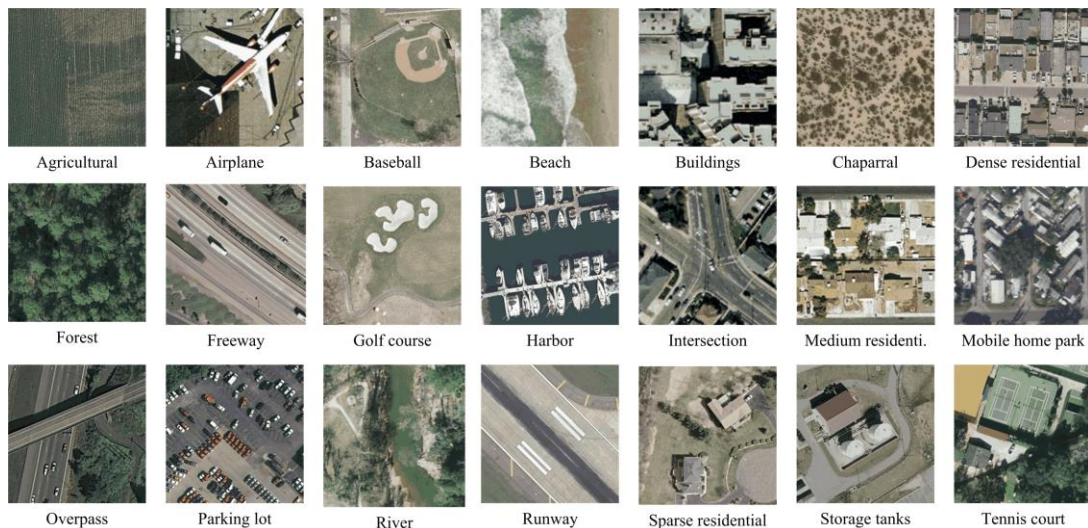 Agricultural
Airplane
Baseball
Beach
Buildings
Chaparral
Dense residential
Forest
Freeway
Golf course
Harbor
Intersection
Medium residenti.
Mobile home park
Overpass
Parking lot
River
Runway
Sparse residential
Storage tanks
Tennis court